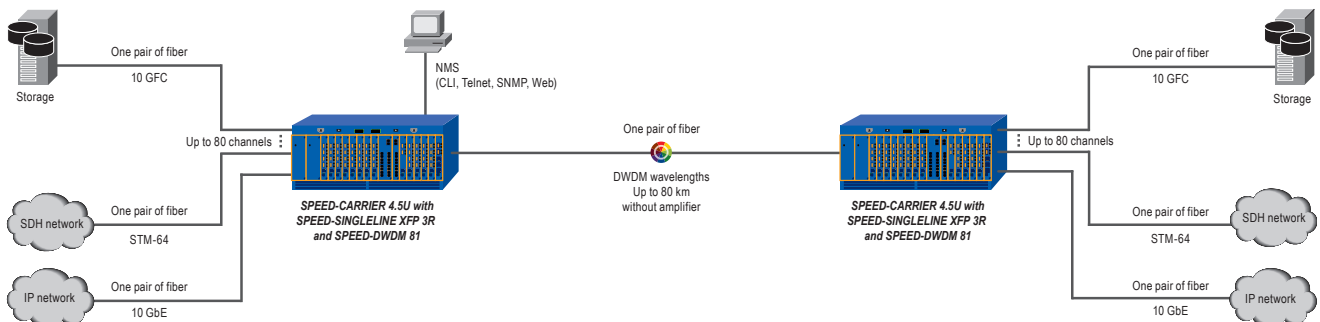 One pair of fiber
10 GFC
Storage
NMS
(CLI, Telnet, SNMP, Web)
Up to 80 channels
SPEED-CARRIER 4.5U with
SPEED-SINGLELINE XFP 3R
and SPEED-DWDM 81
One pair of fiber
SDH network
STM-64
One pair of fiber
IP network
10 GbE
One pair of fiber
DWDM wavelengths
Up to 80 km
without amplifier
One pair of fiber
10 GFC
Storage
Up to 80 channels
SPEED-CARRIER 4.5U with
SPEED-SINGLELINE XFP 3R
and SPEED-DWDM 81
One pair of fiber
SDH network
STM-64
One pair of fiber
IP network
10 GbE